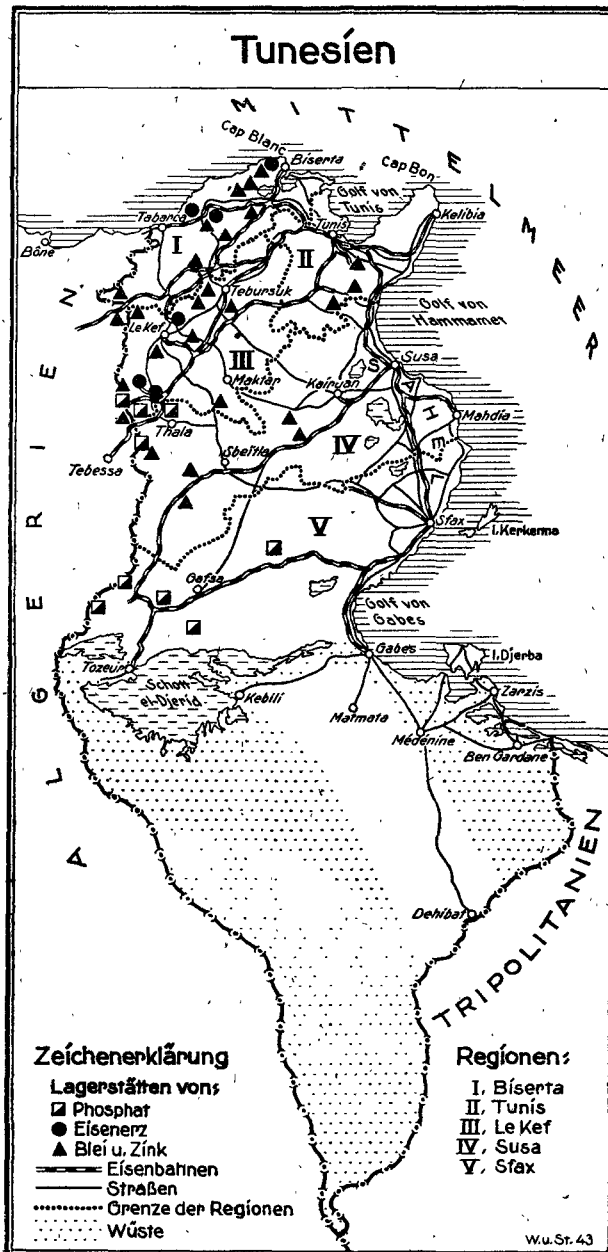 Tunesien
MITTELMEER
Cap Blanc
Biserta
Cap Bon
Golf von
Tunis
Tabarca
Kelibia
Tunis
Bône
I
II
Tebursuk
Le Kef
Golf von
Hammamet
III
Maktar
Susa
Kairuan
SAHEL
Mahdia
Thala
IV
Sbeitla
Tebessa
Sfax
I. Kerkenna
V
Gafsa
Golf von
Gabes
Gabes
I. Djerba
Tozeur
Schott
el-Djerid
Kebili
Zarzis
Matmata
Médenine
Ben Gardane
ALGERIEN
Dehibat
TRIPOLITANIEN
Zeichenerklärung
Lagerstätten von:
Phosphat
Eisenerz
Blei u. Zink
Eisenbahnen
Straßen
Grenze der Regionen
Wüste
Regionen:
I. Biserta
II. Tunis
III. Le Kef
IV. Susa
V. Sfax
W.u.St. 43